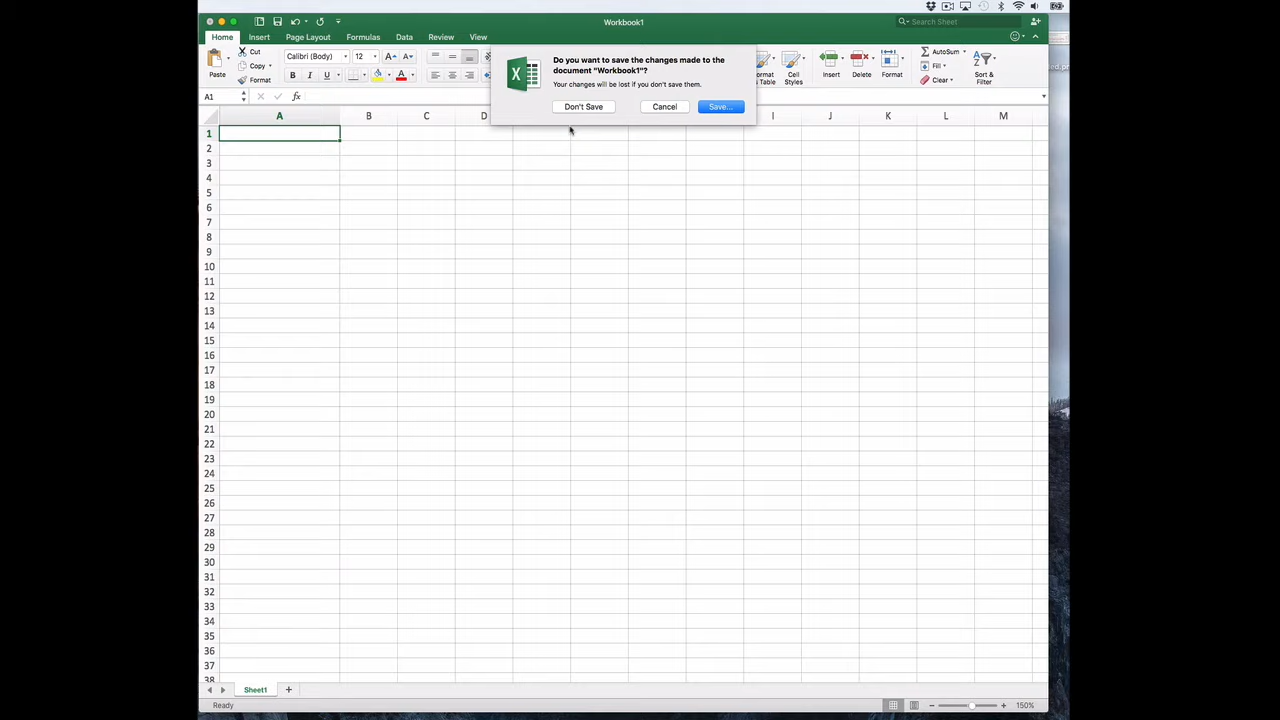 Workbook1
Search Sheet
Home Insert Page Layout Formulas Data Review View
Cut
Copy
Format
Paste
Calibri (Body) 12 A A
B I U A
Do you want to save the changes made to the
document "Workbook1"?
Your changes will be lost if you don't save them.
Don't Save Cancel Save...
Cell
Styles
Insert Delete Format
AutoSum
Fill
Clear
Sort &
Filter
A1 fx
A B C D I J K L M
1
2
3
4
5
6
7
8
9
10
11
12
13
14
15
16
17
18
19
20
21
22
23
24
25
26
27
28
29
30
31
32
33
34
35
36
37
38
Sheet1 +
Ready 150%